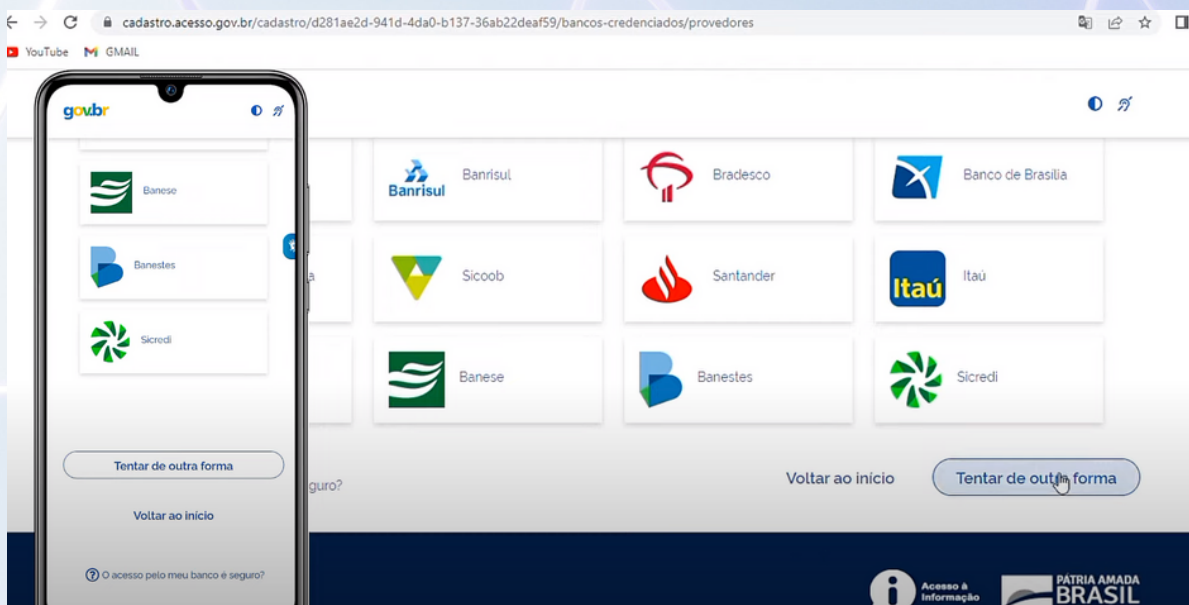 cadastro.acesso.gov.br/cadastro/d281ae2d-941d-4da0-b137-36ab22deaf59/bancos-credenciados/provedores
YouTube GMAIL
gov.br
Banese
Banestes
Sicredi
Tentar de outra forma
Voltar ao início
O acesso pelo meu banco é seguro?
Banrisul
Banrisul
Bradesco
Banco de Brasília
a
Sicoob
Santander
Itaú
Itaú
Banese
Banestes
Sicredi
guro?
Voltar ao início
Tentar de outra forma
Acesso à
Informação
PÁTRIA AMADA
BRASIL